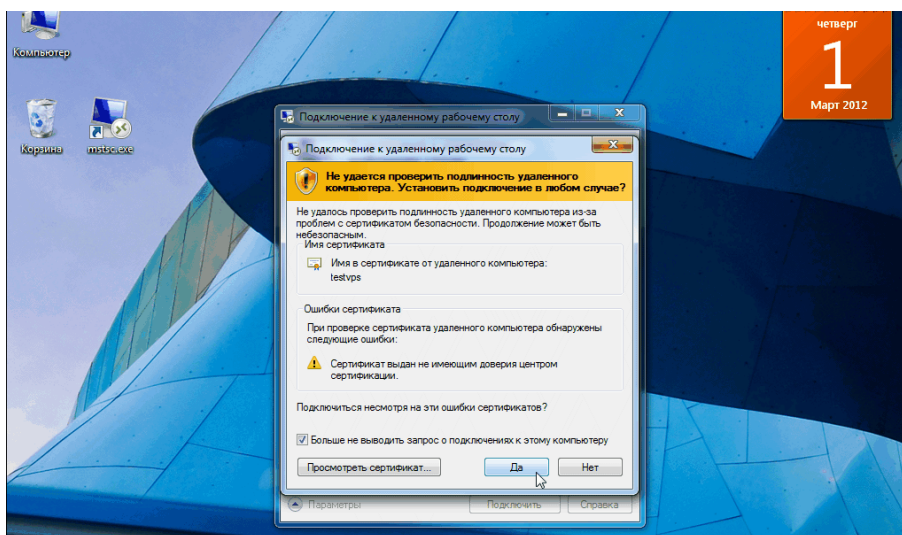 Компьютер
Корзина
mstsc.exe
четверг
1
Март 2012
Подключение к удаленному рабочему столу
Подключение к удаленному рабочему столу
Не удается проверить подлинность удаленного
компьютера. Установить подключение в любом случае?
Не удалось проверить подлинность удаленного компьютера из-за
проблем с сертификатом безопасности. Продолжение может быть
небезопасным.
Имя сертификата
Имя в сертификате от удаленного компьютера:
testvps
Ошибки сертификата
При проверке сертификата удаленного компьютера обнаружены
следующие ошибки:
Сертификат выдан не имеющим доверия центром
сертификации.
Подключиться несмотря на эти ошибки сертификатов?
Больше не выводить запрос о подключениях к этому компьютеру
Просмотреть сертификат...
Да
Нет
Параметры
Подключить
Справка